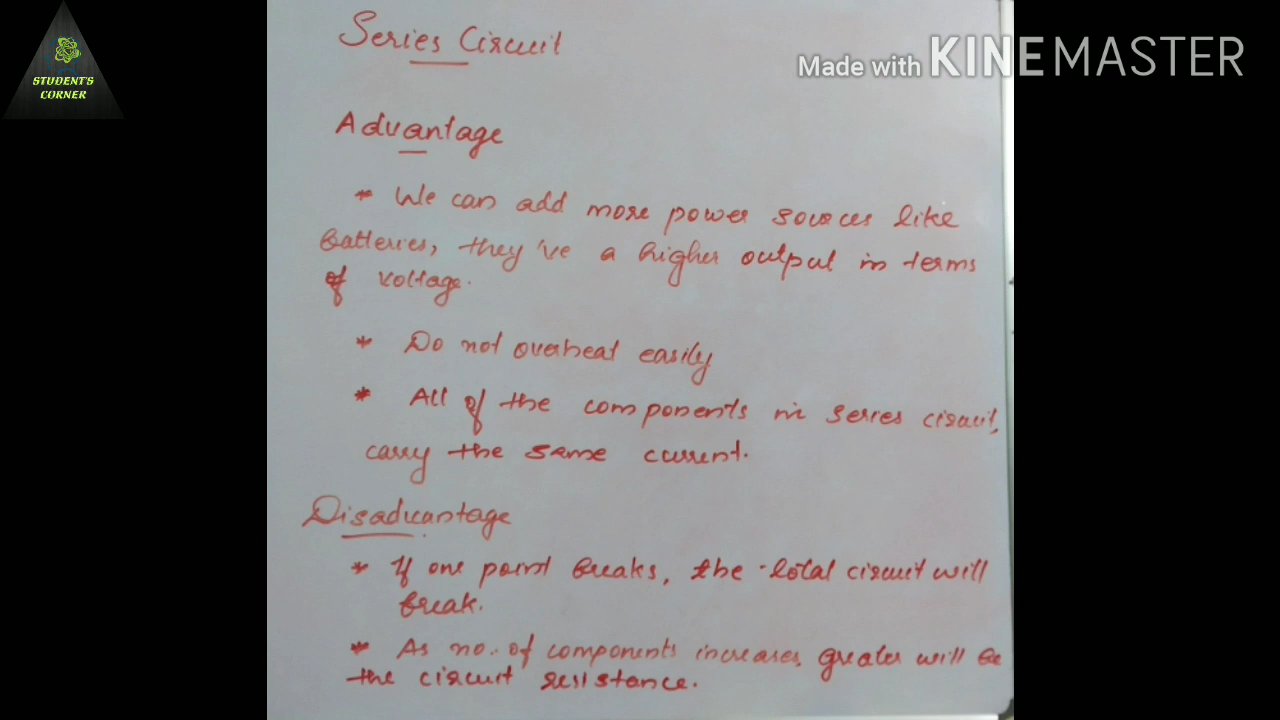 STUDENT'S
CORNER
Made with KINEMASTER
Series Circuit
Advantage
* We can add more power sources like
batteries, they've a higher output in terms
of voltage.
* Do not overheat easily
* All of the components in series circuit,
carry the same current.
Disadvantage
* If one point breaks, the total circuit will
break.
* As no. of components increases, greater will be
the circuit resistance.